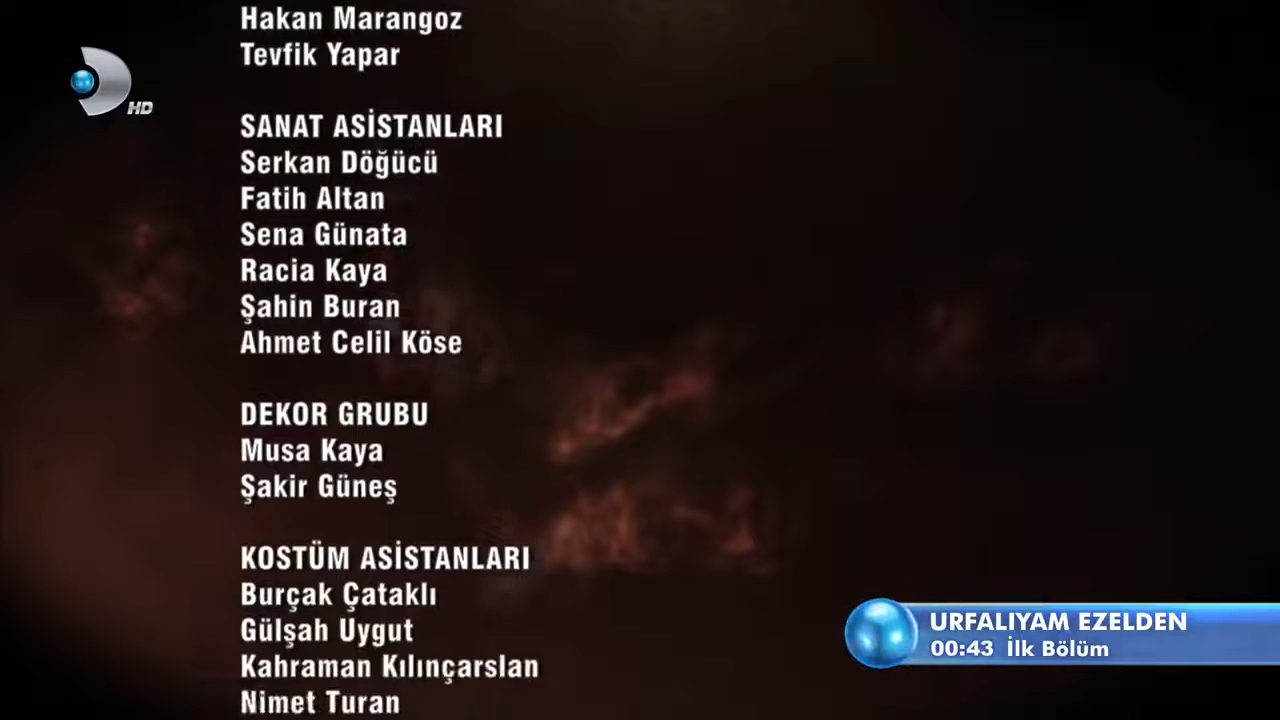 Hakan Marangoz
Tevfik Yapar
HD
SANAT ASİSTANLARI
Serkan Döğücü
Fatih Altan
Sena Günata
Racia Kaya
Şahin Buran
Ahmet Celil Köse
DEKOR GRUBU
Musa Kaya
Şakir Güneş
KOSTÜM ASİSTANLARI
Burçak Çataklı
Gülşah Uygut
Kahraman Kılınçarslan
Nimet Turan
URFALIYAM EZELDEN
00:43 İlk Bölüm